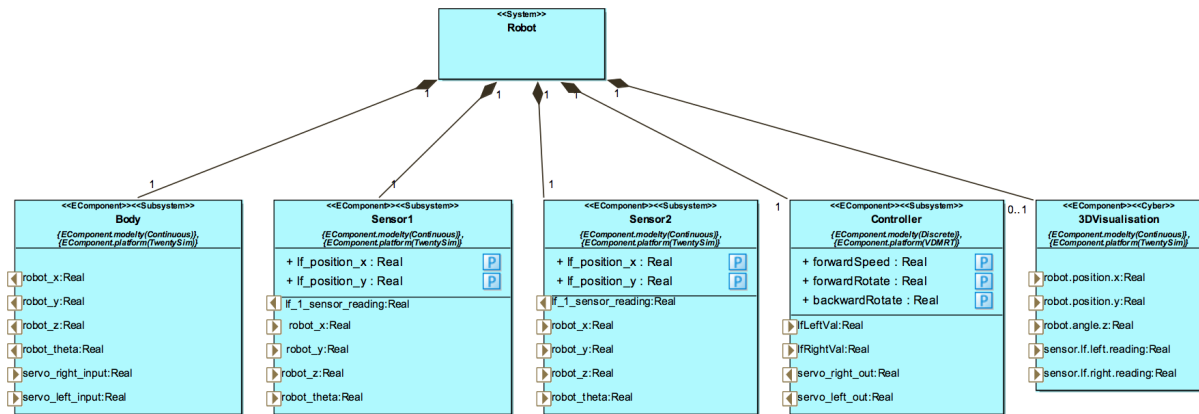 <<System>>
Robot
1
1
1
1
1
1
1
1
1
0..1
<<EComponent>><<Subsystem>>
Body
{EComponent.modelty(Continuous)},
{EComponent.platform(TwentySim)}
robot_x:Real
robot_y:Real
robot_z:Real
robot_theta:Real
servo_right_input:Real
servo_left_input:Real
<<EComponent>><<Subsystem>>
Sensor1
{EComponent.modelty(Continuous)},
{EComponent.platform(TwentySim)}
+ lf_position_x : Real P
+ lf_position_y : Real P
lf_1_sensor_reading:Real
robot_x:Real
robot_y:Real
robot_z:Real
robot_theta:Real
<<EComponent>><<Subsystem>>
Sensor2
{EComponent.modelty(Continuous)},
{EComponent.platform(TwentySim)}
+ lf_position_x : Real P
+ lf_position_y : Real P
lf_1_sensor_reading:Real
robot_x:Real
robot_y:Real
robot_z:Real
robot_theta:Real
<<EComponent>><<Subsystem>>
Controller
{EComponent.modelty(Discrete)},
{EComponent.platform(VDMRT)}
+ forwardSpeed : Real P
+ forwardRotate : Real P
+ backwardRotate : Real P
lfLeftVal:Real
lfRightVal:Real
servo_right_out:Real
servo_left_out:Real
<<EComponent>><<Cyber>>
3DVisualisation
{EComponent.modelty(Continuous)},
{EComponent.platform(TwentySim)}
robot.position.x:Real
robot.position.y:Real
robot.angle.z:Real
sensor.lf.left.reading:Real
sensor.lf.right.reading:Real